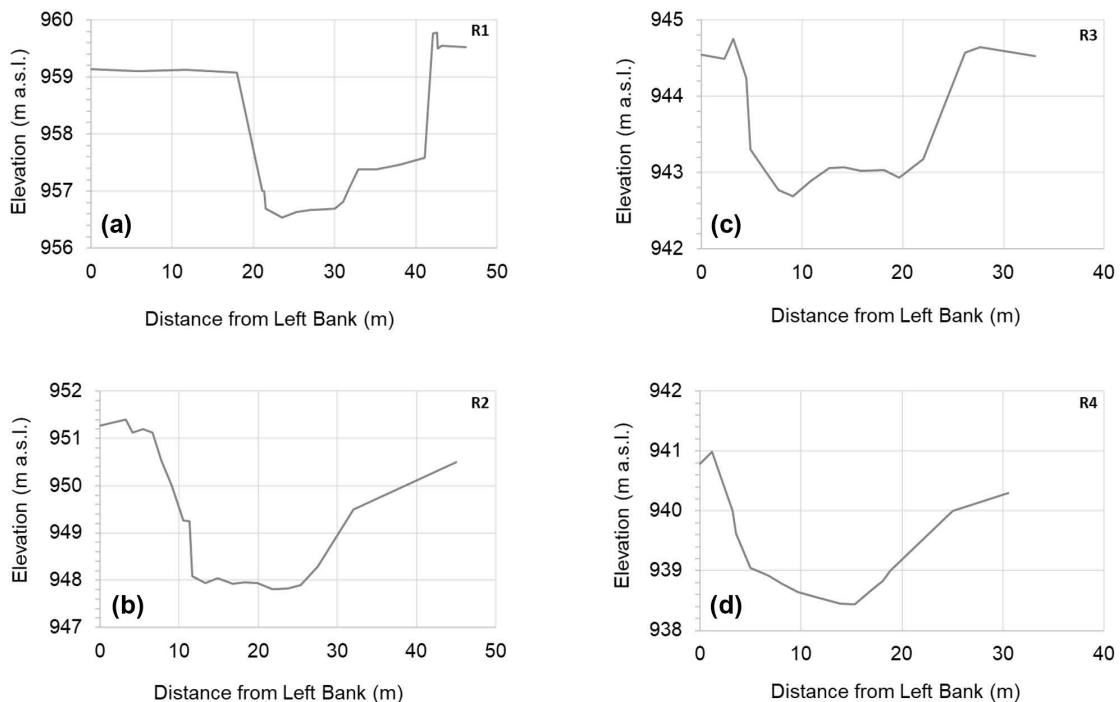 R1
Elevation (m a.s.l.)
960
959
958
957
956
(a)
0 10 20 30 40 50
Distance from Left Bank (m)
R3
Elevation (m a.s.l.)
945
944
943
942
(c)
0 10 20 30 40
Distance from Left Bank (m)
R2
Elevation (m a.s.l.)
952
951
950
949
948
947
(b)
0 10 20 30 40 50
Distance from Left Bank (m)
R4
Elevation (m a.s.l.)
942
941
940
939
938
(d)
0 10 20 30 40
Distance from Left Bank (m)